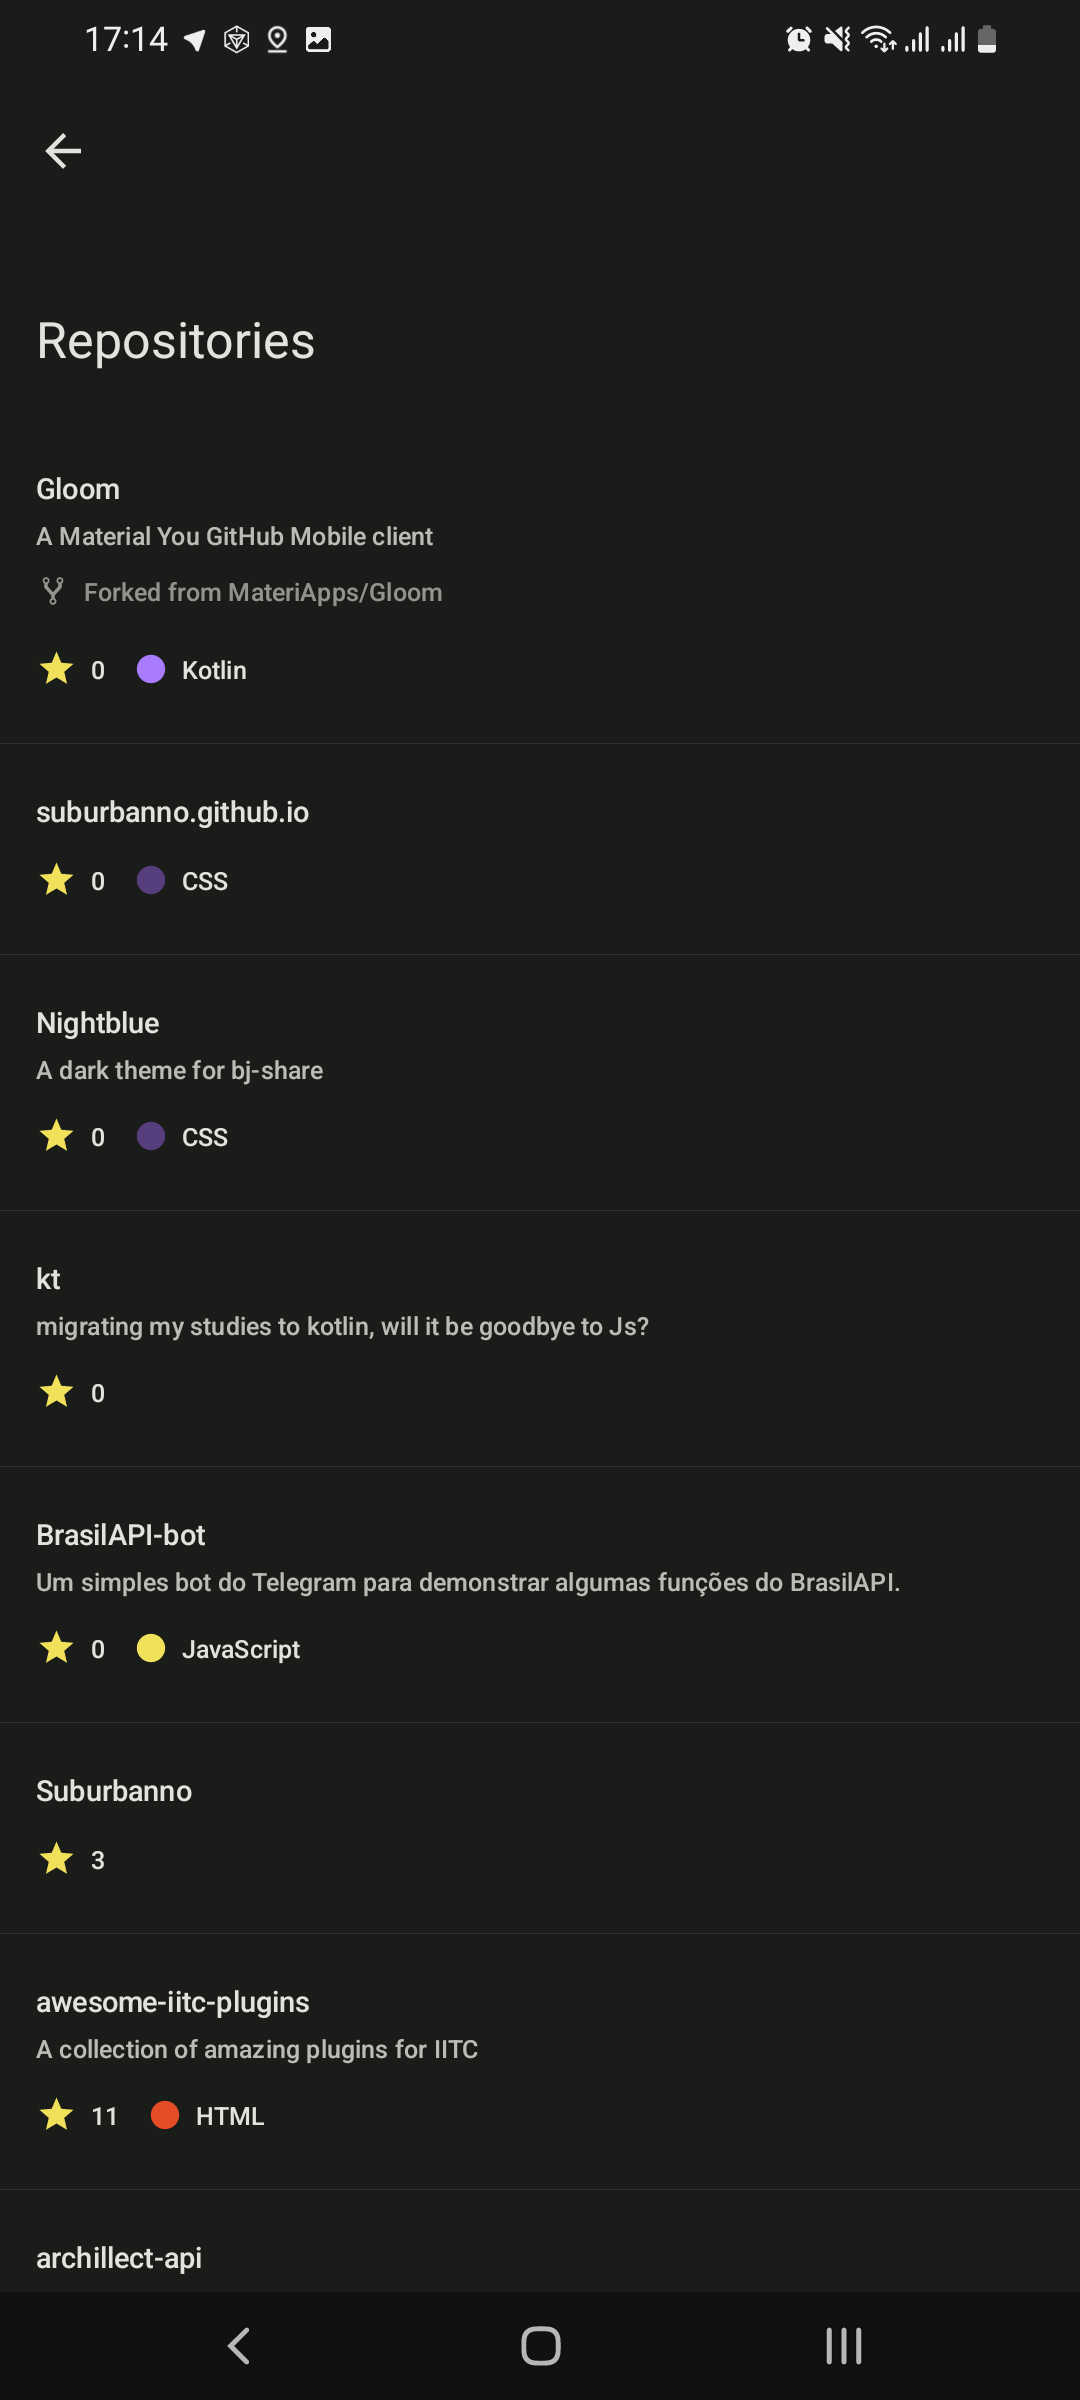 17:14
Repositories
Gloom
A Material You GitHub Mobile client
Forked from MateriApps/Gloom
0 Kotlin
suburbanno.github.io
0 CSS
Nightblue
A dark theme for bj-share
0 CSS
kt
migrating my studies to kotlin, will it be goodbye to Js?
0
BrasilAPI-bot
Um simples bot do Telegram para demonstrar algumas funções do BrasilAPI.
0 JavaScript
Suburbanno
3
awesome-iitc-plugins
A collection of amazing plugins for IITC
11 HTML
archillect-api